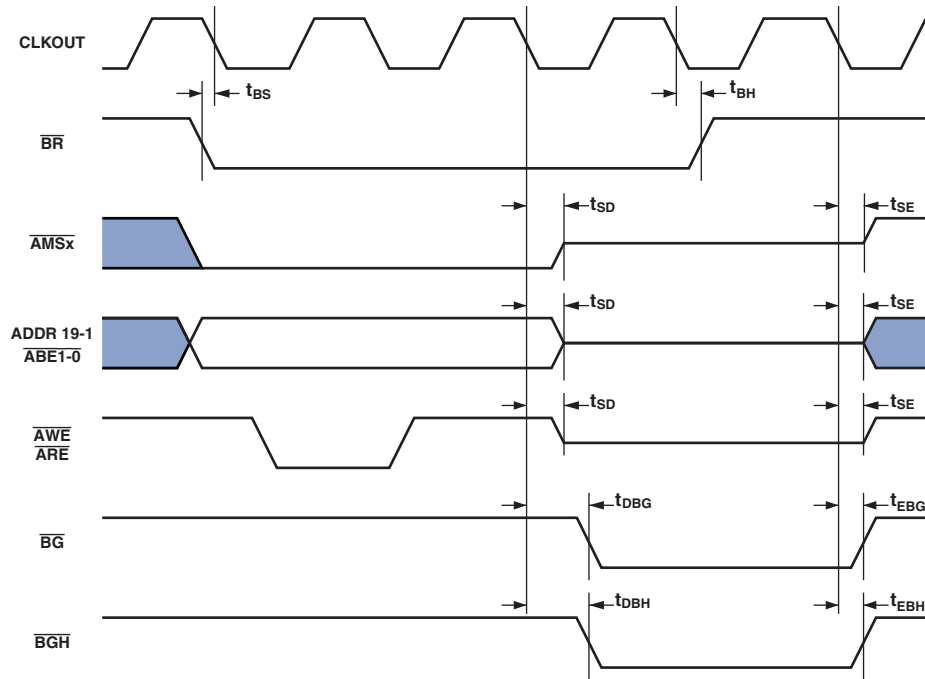 CLKOUT
tBS
tBH
BR
tSD
tSE
AMSx
tSD
tSE
ADDR 19-1
ABE1-0
tSD
tSE
AWE
ARE
tDBG
tEBG
BG
tDBH
tEBH
BGH